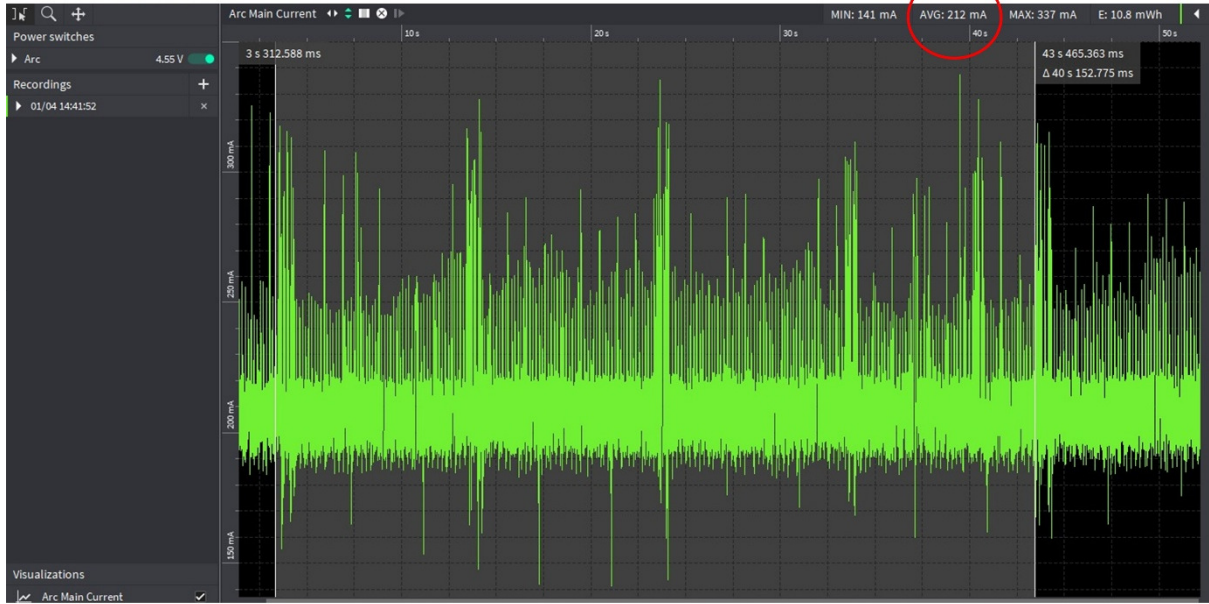 Arc Main Current
MIN: 141 mA AVG: 212 mA MAX: 337 mA E: 10.8 mWh
Power switches
Arc 4.55 V
Recordings +
01/04 14:41:52 ×
10 s 20 s 30 s 40 s 50 s
3 s 312.588 ms
43 s 465.363 ms
Δ 40 s 152.775 ms
300 mA
250 mA
200 mA
150 mA
Visualizations
Arc Main Current